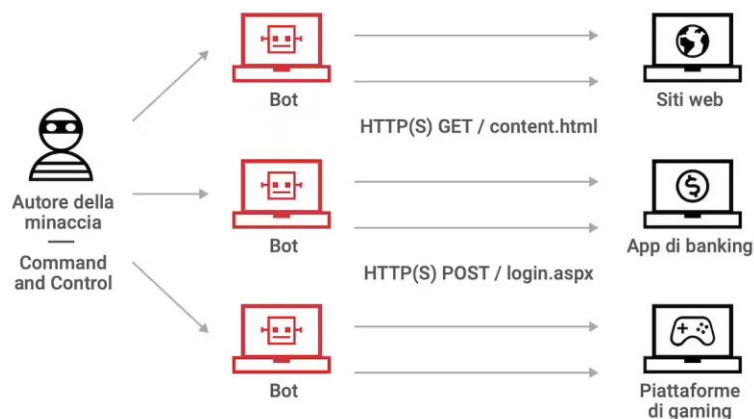 Bot
Siti web
HTTP(S) GET / content.html
Autore della
minaccia
Command
and Control
Bot
App di banking
HTTP(S) POST / login.aspx
Bot
Piattaforme
di gaming